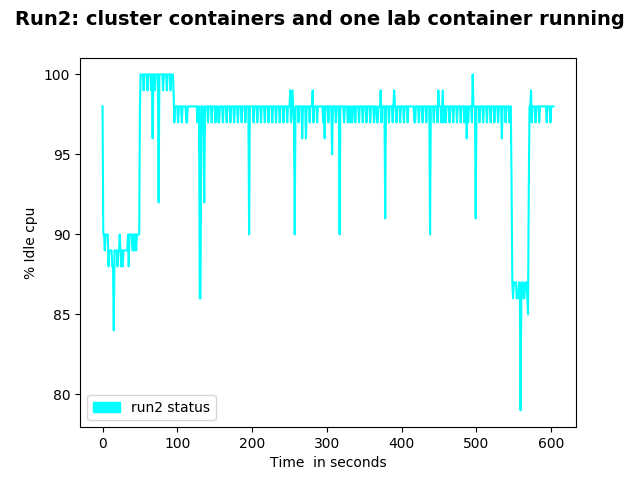 Run2: cluster containers and one lab container running
100
95
90
85
80
% Idle cpu
run2 status
0 100 200 300 400 500 600
Time  in seconds